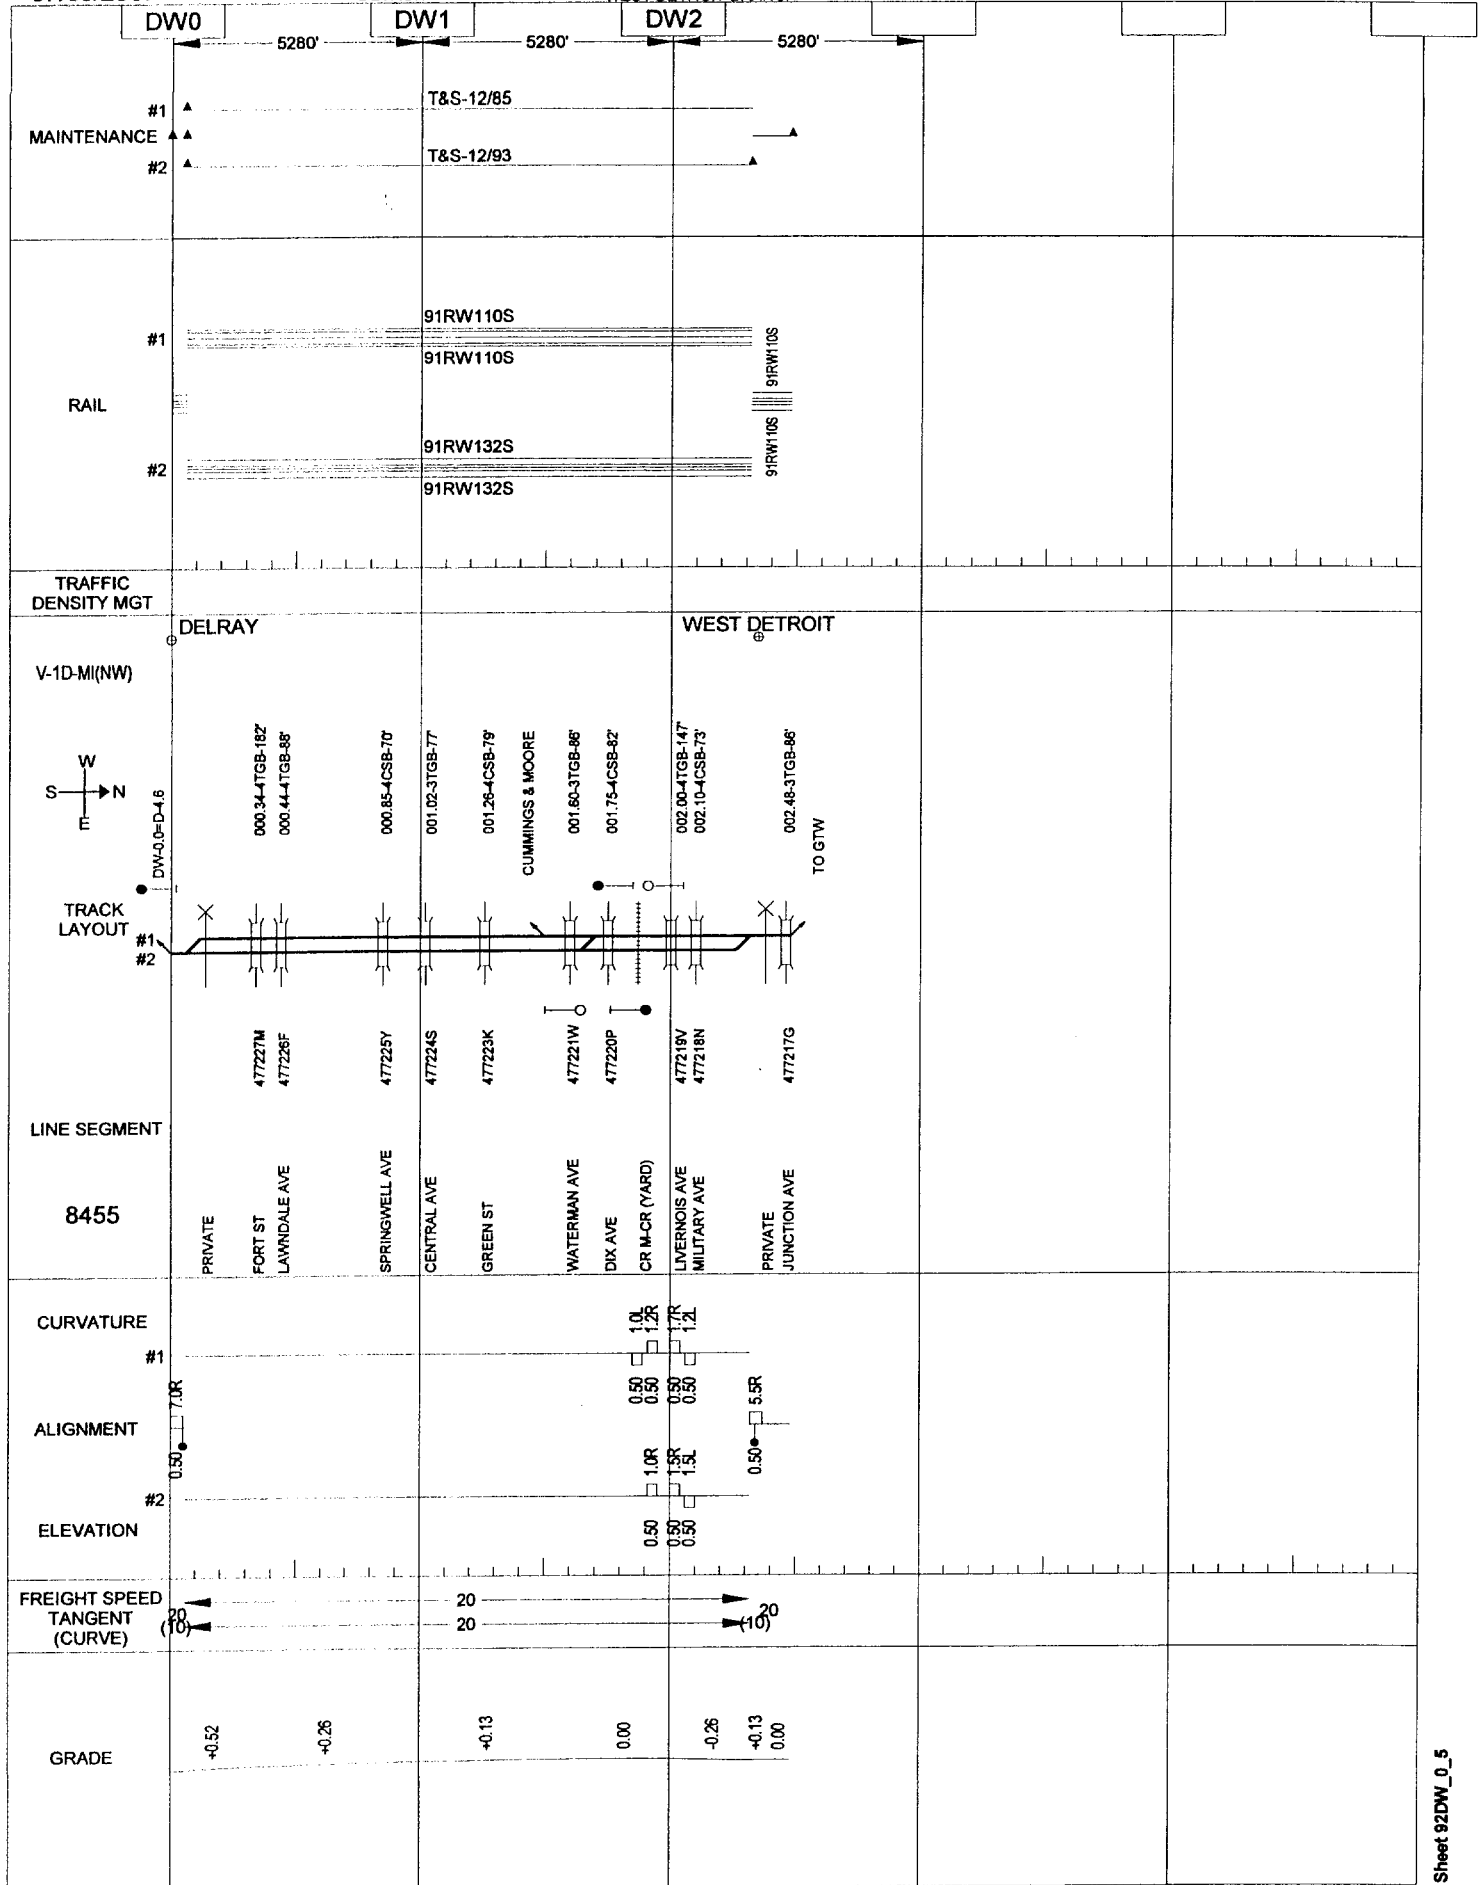 DW0
DW1
DW2
5280'
5280'
5280'
#1
T&S-12/85
MAINTENANCE
#2
T&S-12/93
91RW110S
#1
91RW110S
91RW110S
RAIL
91RW132S
#2
91RW110S
91RW132S
TRAFFIC
DENSITY MGT
DELRAY
WEST DETROIT
V-1D-MI(NW)
W
S
N
E
DW-0.0=D-4.6
000.34-4TGB-182'
000.44-4TGB-88'
000.85-4CSB-70'
001.02-3TGB-77'
001.26-4CSB-79'
CUMMINGS & MOORE
001.60-3TGB-86'
001.75-4CSB-82'
002.00-4TGB-147'
002.10-4CSB-73'
002.48-3TGB-86'
TO GTW
TRACK
LAYOUT
#1
#2
477227M
477226F
477225Y
477224S
477223K
477221W
477220P
477219V
477218N
477217G
LINE SEGMENT
8455
PRIVATE
FORT ST
LAWNDALE AVE
SPRINGWELL AVE
CENTRAL AVE
GREEN ST
WATERMAN AVE
DIX AVE
CR M-CR (YARD)
LIVERNOIS AVE
MILITARY AVE
PRIVATE
JUNCTION AVE
CURVATURE
1.0L
1.2R
1.7R
1.2L
#1
0.50
0.50
0.50
0.50
7.0R
5.5R
ALIGNMENT
0.50
0.50
1.0R
1.5R
1.5L
#2
ELEVATION
0.50
0.50
0.50
FREIGHT SPEED
TANGENT
(CURVE)
20
(10)
20
20
20
(10)
GRADE
+0.52
+0.26
+0.13
0.00
-0.26
+0.13
0.00
Sheet 92DW_0_5